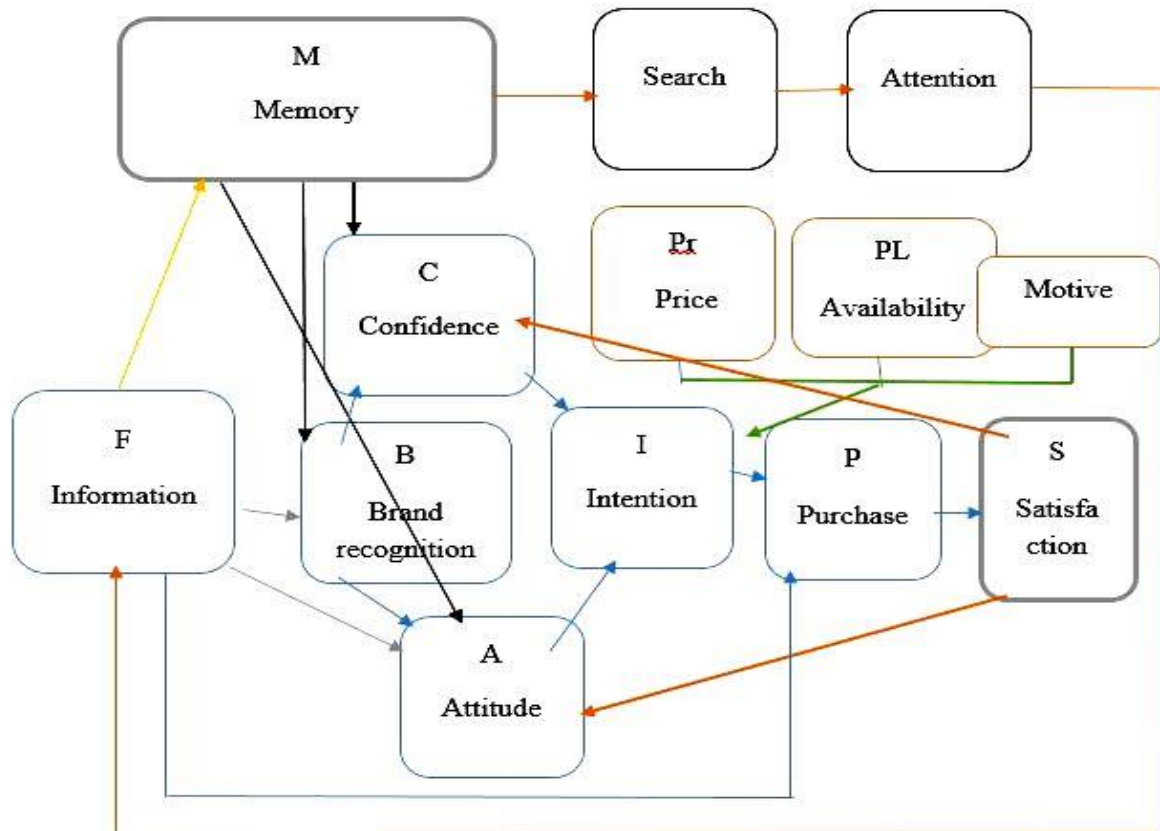 M
Memory
Search
Attention
C
Confidence
Pr
Price
PL
Availability
Motive
F
Information
B
Brand
recognition
I
Intention
P
Purchase
S
Satisfa
ction
A
Attitude